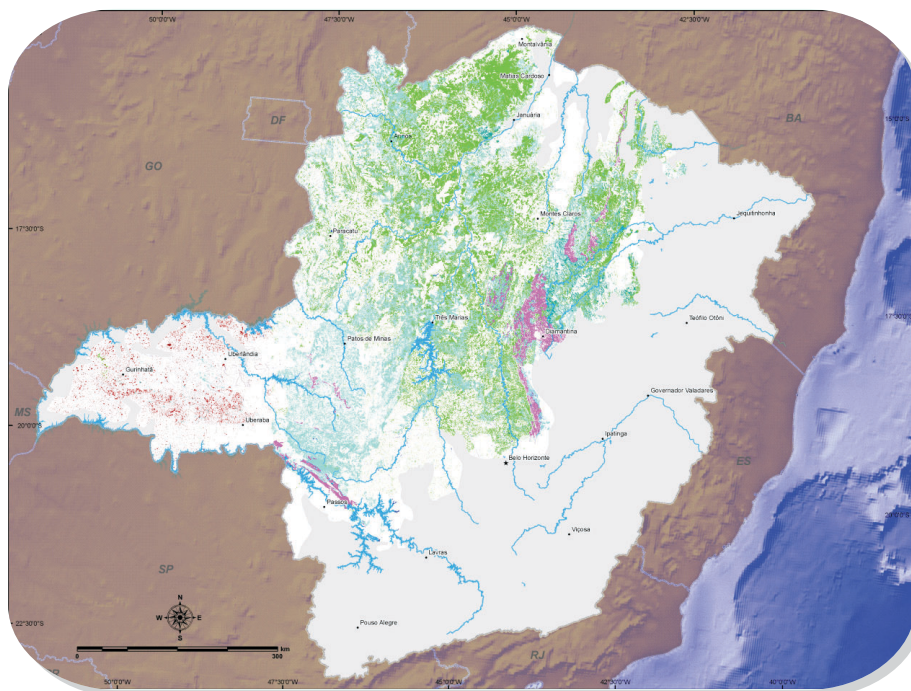 50°0'0"W
47°30'0"W
45°0'0"W
42°30'0"W
Montalvânia
Matias Cardoso
Januária
15°0'0"S
BA
DF
Arinos
GO
Montes Claros
Jequitinhonha
17°30'0"S
Paracatu
Três Marias
Teófilo Otôni
17°30'0"S
Diamantina
Patos de Minas
Uberlândia
Gurinhatã
Governador Valadares
MS
Uberaba
20°0'0"S
Ipatinga
Belo Horizonte
ES
Passos
20°0'0"S
Viçosa
Lavras
SP
N
W
E
S
22°30'0"S
Pouso Alegre
0
300
km
RJ
50°0'0"W
47°30'0"W
45°0'0"W
42°30'0"W
40°0'0"W